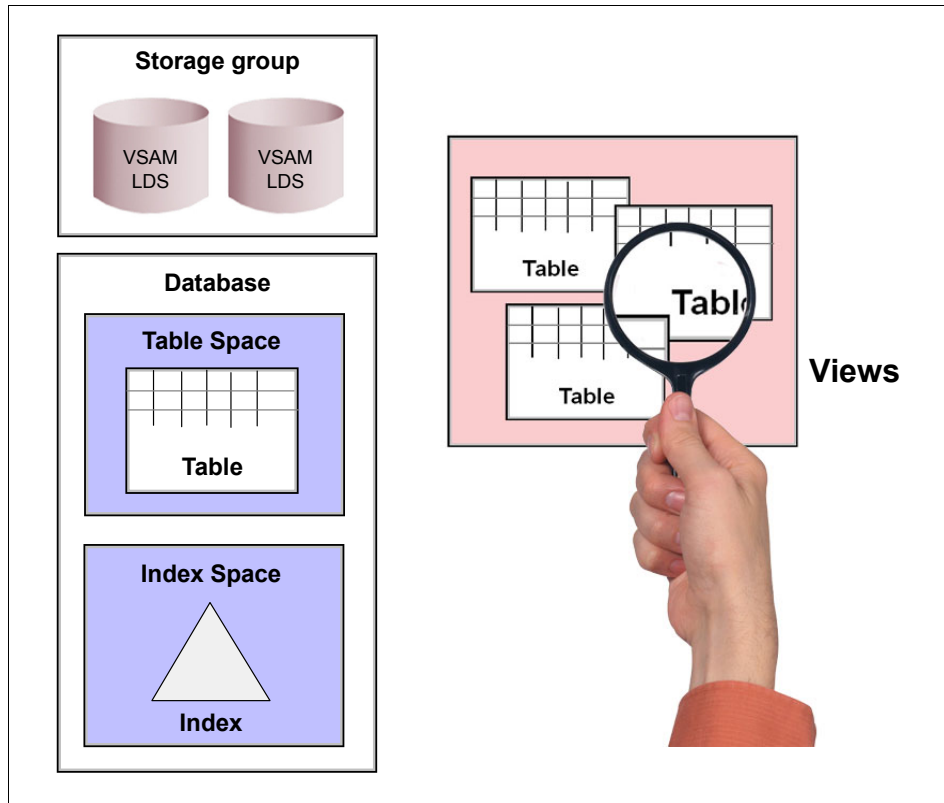 Storage group
VSAM
LDS
VSAM
LDS
Database
Table Space
Table
Index Space
Index
Table
Table
Table
Views